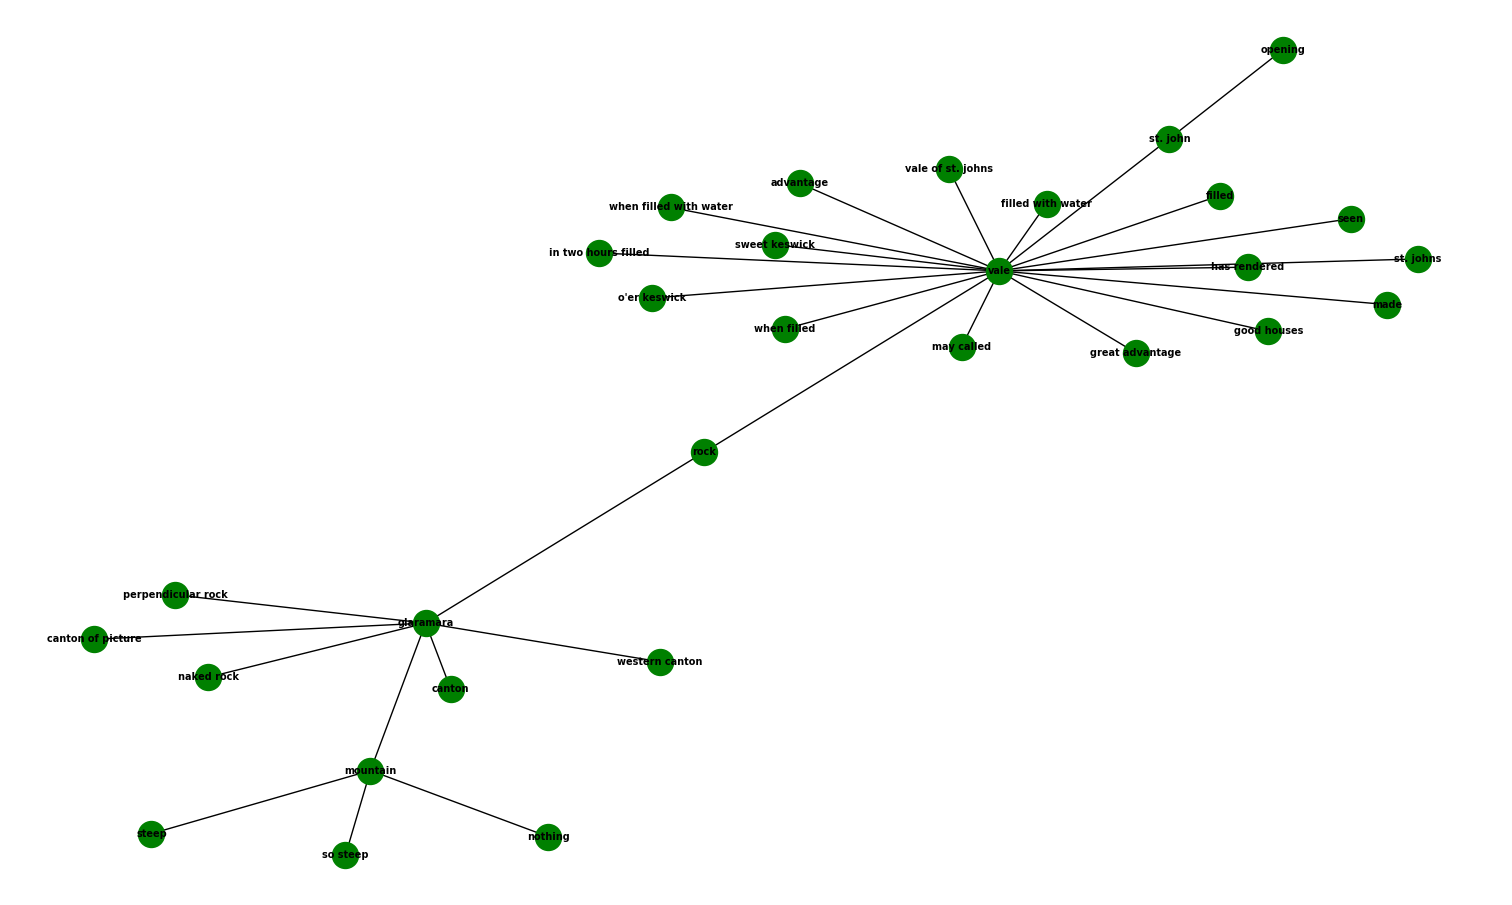 opening
st. john
vale of st. johns
advantage
filled
filled with water
when filled with water
seen
sweet keswick
in two hours filled
st. johns
has rendered
vale
o'er keswick
made
when filled
good houses
may called
great advantage
rock
perpendicular rock
glaramara
canton of picture
western canton
naked rock
canton
mountain
steep
nothing
so steep